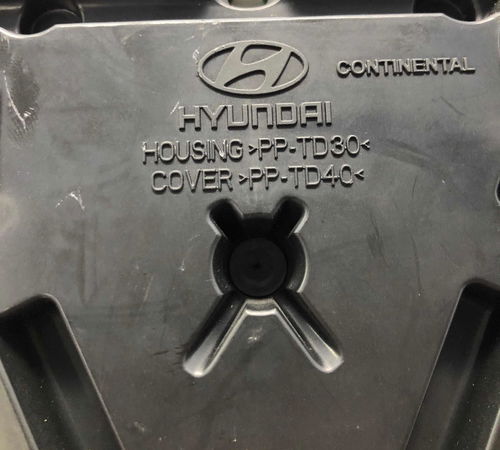 CONTINENTAL
HYUNDAI
HOUSING >PP-TD30<
COVER >PP-TD40<